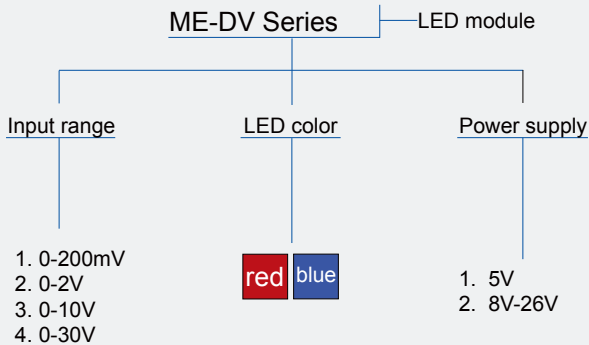 ME-DV Series
LED module
Input range
LED color
Power supply
1. 0-200mV
2. 0-2V
3. 0-10V
4. 0-30V
red
blue
1. 5V
2. 8V-26V